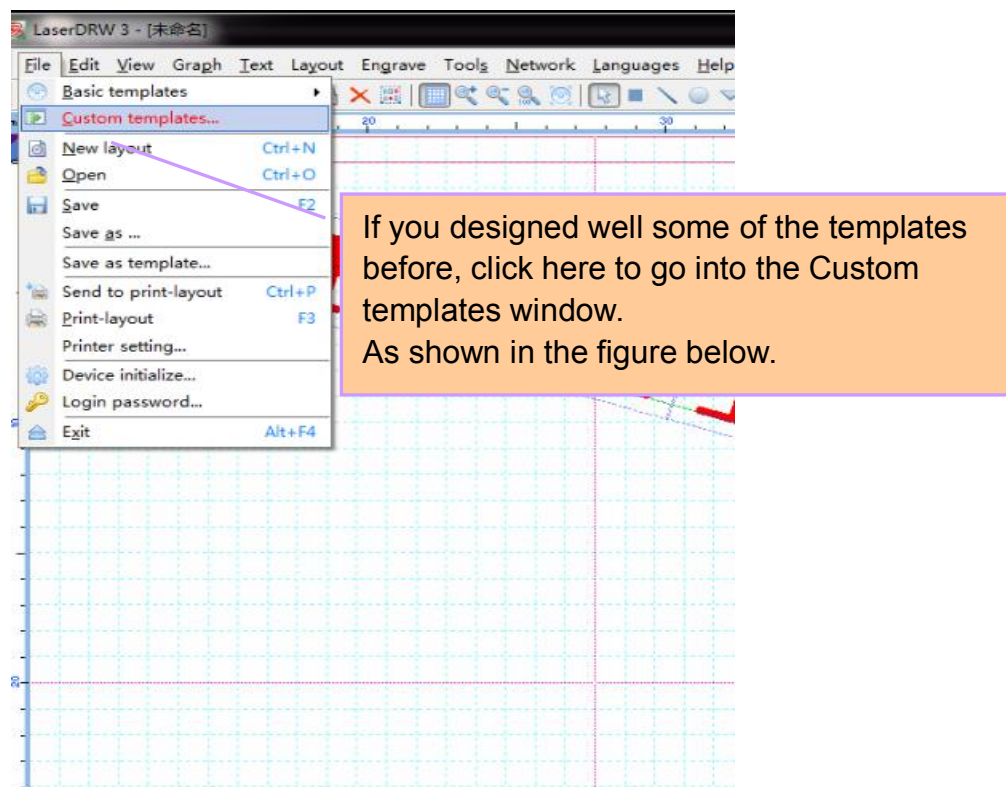 LaserDRW 3 - [未命名]
File Edit View Graph Text Layout Engrave Tools Network Languages Help
Basic templates
Custom templates...
20 30
New layout Ctrl+N
Open Ctrl+O
Save F2
Save as ...
Save as template...
Send to print-layout Ctrl+P
Print-layout F3
Printer setting...
Device initialize...
Login password...
Exit Alt+F4
If you designed well some of the templates
before, click here to go into the Custom
templates window.
As shown in the figure below.
20